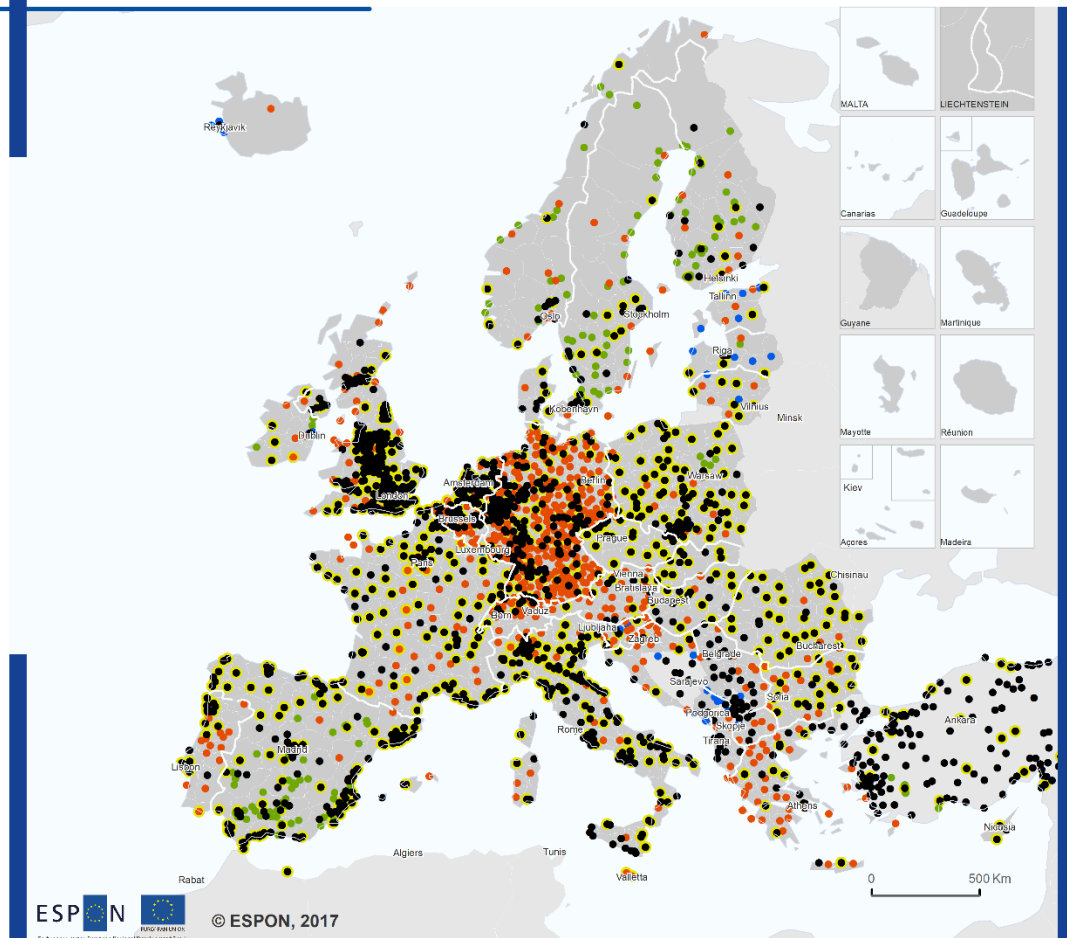 MALTA
LIECHTENSTEIN
Reykjavik
Canarias
Guadeloupe
Helsinki
Tallinn
Oslo
Stockholm
Guyane
Martinique
Riga
København
Vilnius
Minsk
Dublin
Mayotte
Réunion
Amsterdam
Berlin
Warsaw
London
Kiev
Brussels
Prague
Açores
Madeira
Luxembourg
Paris
Vienna
Chisinau
Bratislava
Budapest
Bern
Vaduz
Ljubljana
Zagreb
Bucharest
Belgrade
Sarajevo
Sofia
Podgorica
Skopje
Ankara
Rome
Tirana
Madrid
Lisbon
Athens
Nicosia
Algiers
Tunis
Valletta
Rabat
0 500 Km
ESPON
EUROPEAN UNION
© ESPON, 2017